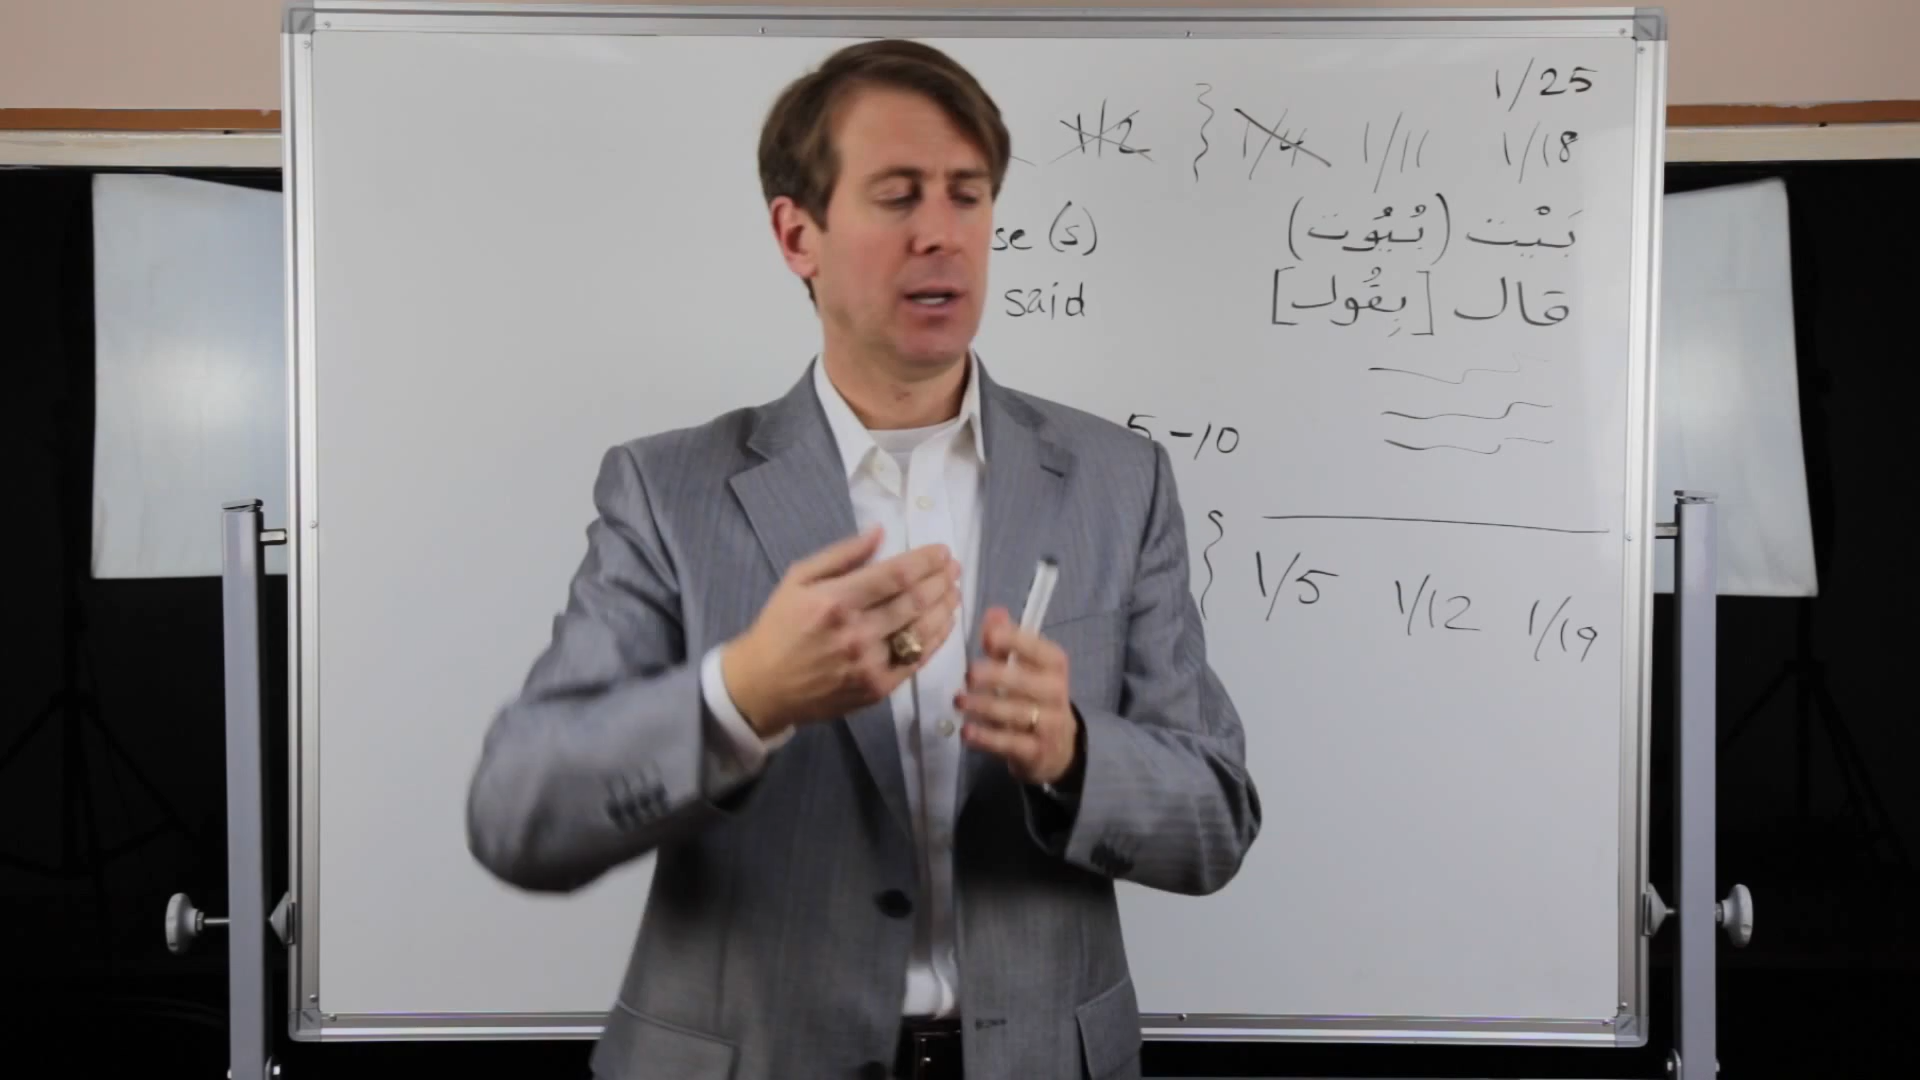 1/25
1/2 } 1/4 1/11 1/18
se (s) بَيْت (بُيُوت)
said قال [بِقُول]
5-10
} 1/5 1/12 1/19